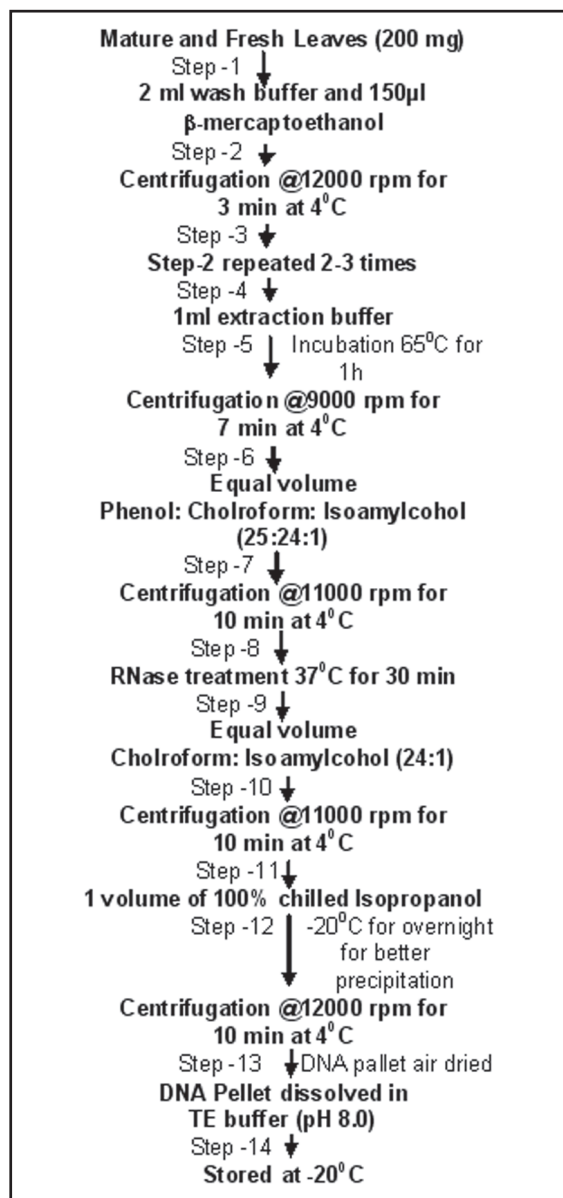 Mature and Fresh Leaves (200 mg)
Step -1
2 ml wash buffer and 150µl
β-mercaptoethanol
Step -2
Centrifugation @12000 rpm for
3 min at 4⁰C
Step -3
Step-2 repeated 2-3 times
Step -4
1ml extraction buffer
Step -5 Incubation 65⁰C for
1h
Centrifugation @9000 rpm for
7 min at 4⁰C
Step -6
Equal volume
Phenol: Cholroform: Isoamylcohol
(25:24:1)
Step -7
Centrifugation @11000 rpm for
10 min at 4⁰C
Step -8
RNase treatment 37⁰C for 30 min
Step -9
Equal volume
Cholroform: Isoamylcohol (24:1)
Step -10
Centrifugation @11000 rpm for
10 min at 4⁰C
Step -11
1 volume of 100% chilled Isopropanol
Step -12 -20⁰C for overnight
for better
precipitation
Centrifugation @12000 rpm for
10 min at 4⁰C
Step -13 DNA pallet air dried
DNA Pellet dissolved in
TE buffer (pH 8.0)
Step -14
Stored at -20⁰C